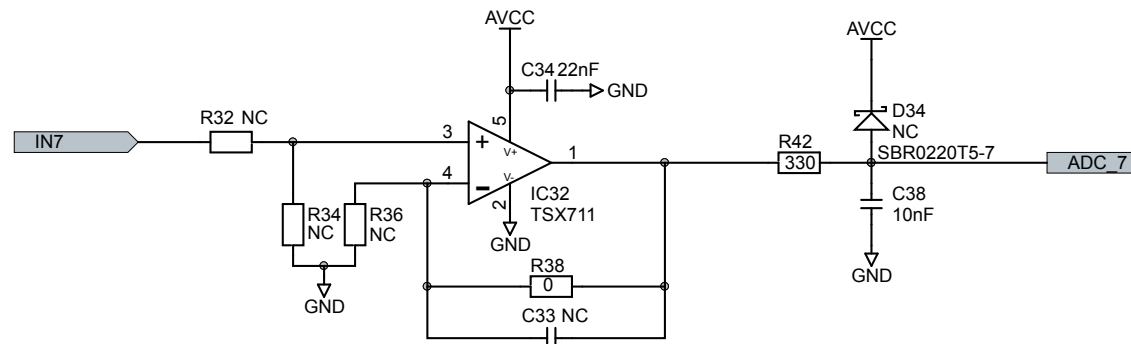 AVCC
AVCC
C34 22nF
GND
R32 NC
D34
NC
IN7
3
5
V+
1
R42
330
SBR0220T5-7
ADC_7
4
V-
2
IC32
TSX711
C38
10nF
R34
NC
R36
NC
GND
GND
R38
0
GND
C33 NC